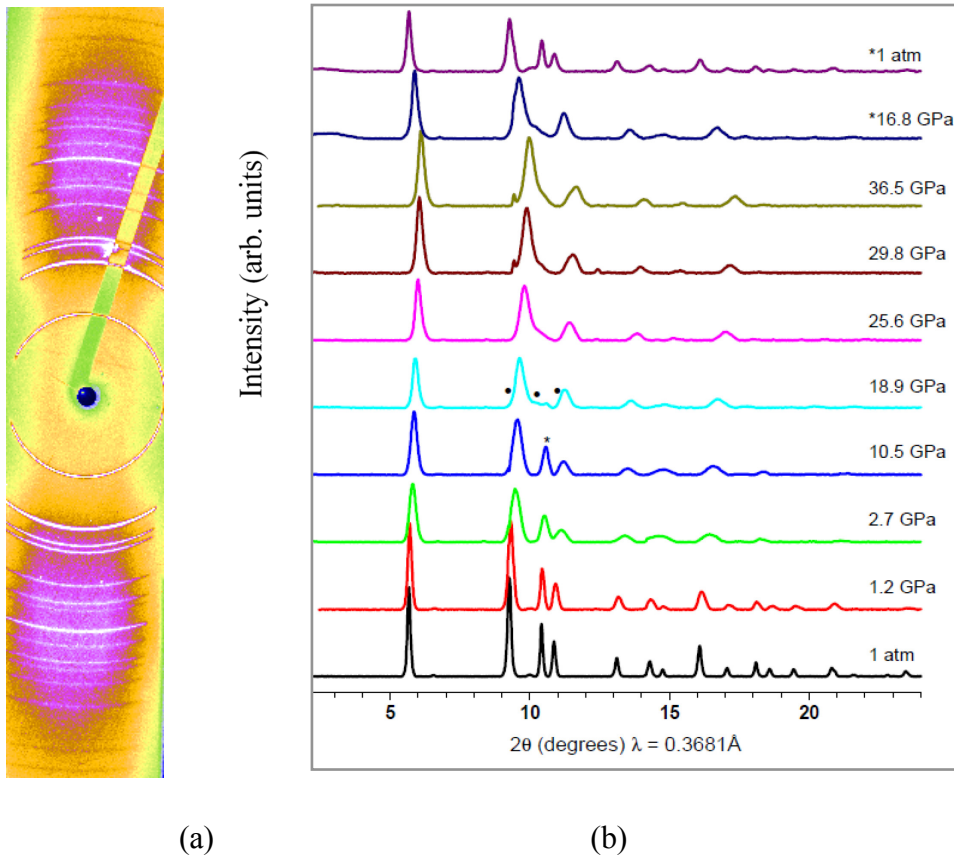 *1 atm
*16.8 GPa
36.5 GPa
29.8 GPa
25.6 GPa
18.9 GPa
*
10.5 GPa
2.7 GPa
1.2 GPa
1 atm
Intensity (arb. units)
5 10 15 20
2θ (degrees) λ = 0.3681Å
(a) (b)